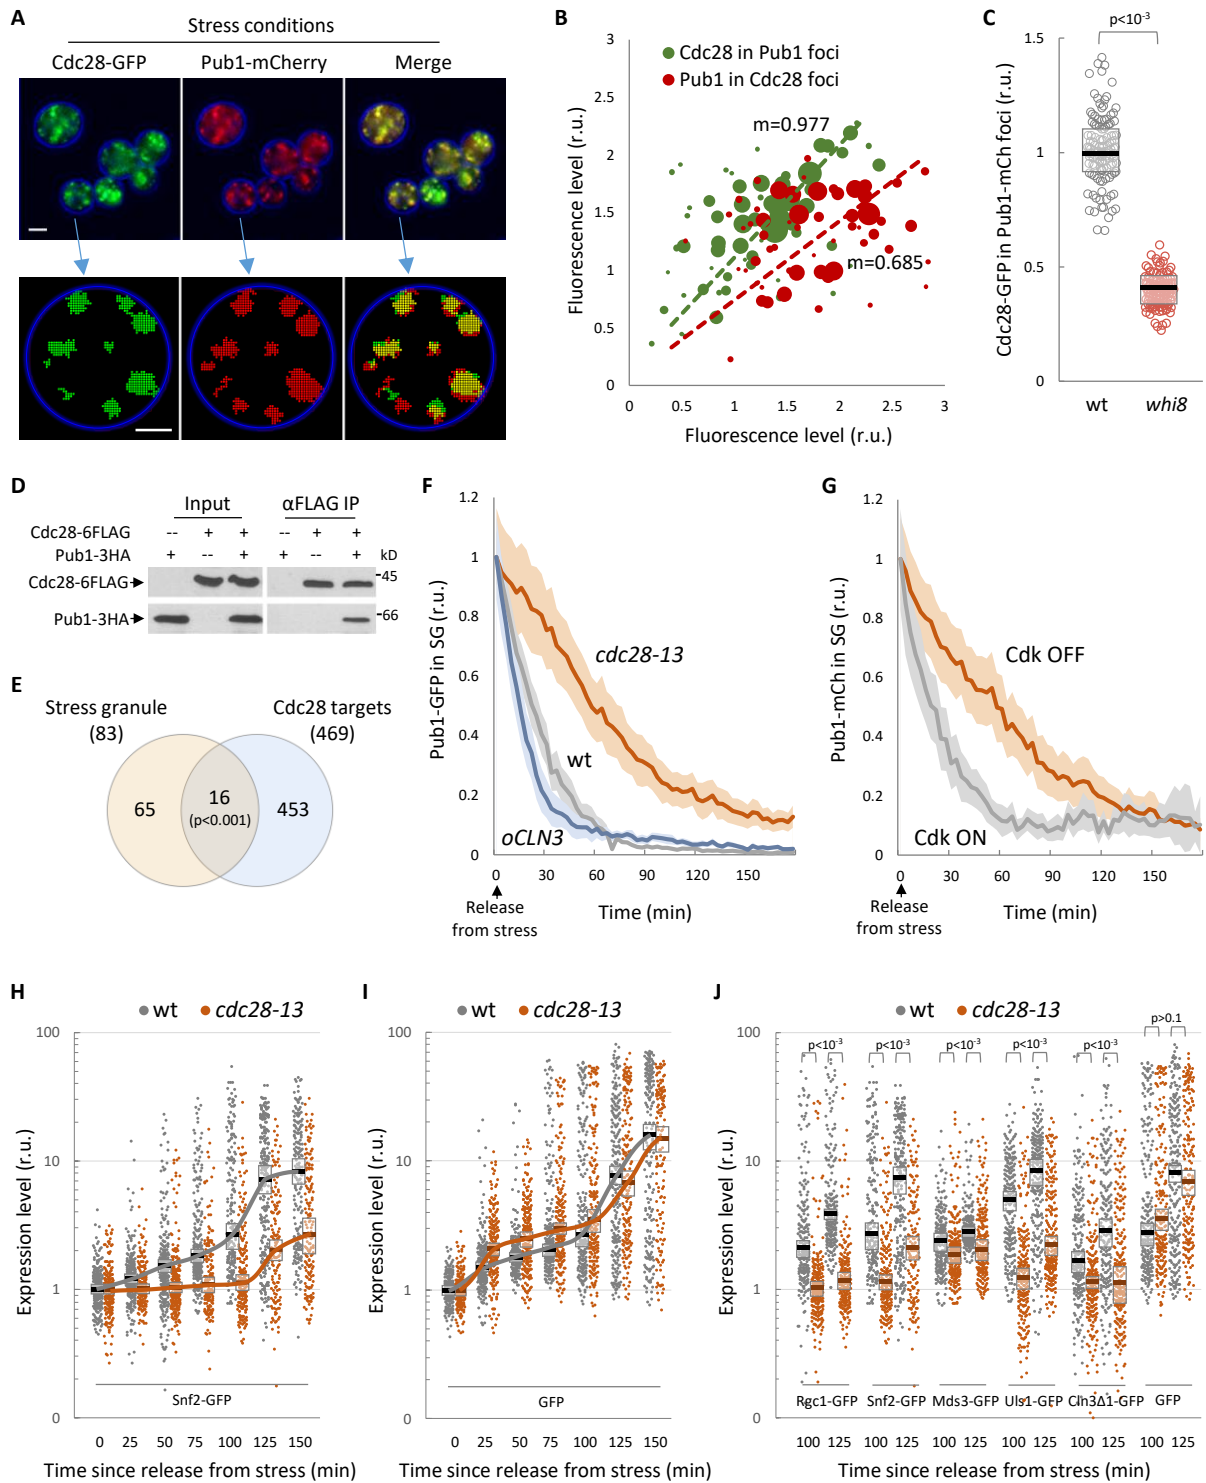 A
Stress conditions
Cdc28-GFP Pub1-mCherry Merge
B
Fluorescence level (r.u.)
3
2.5
2
1.5
1
0.5
0
Cdc28 in Pub1 foci
Pub1 in Cdc28 foci
m=0.977
m=0.685
0 0.5 1 1.5 2 2.5 3
Fluorescence level (r.u.)
C
p<10-3
Cdc28-GFP in Pub1-mCh foci (r.u.)
1.5
1
0.5
0
wt whi8
D
Input αFLAG IP
Cdc28-6FLAG -- + + -- + +
Pub1-3HA + -- + + -- + kD
Cdc28-6FLAG 45
Pub1-3HA 66
E
Stress granule (83)
Cdc28 targets (469)
65
16
(p<0.001)
453
F
Pub1-GFP in SG (r.u.)
1.2
1
0.8
0.6
0.4
0.2
0
cdc28-13
wt
oCLN3
0 30 60 90 120 150
Release from stress
Time (min)
G
Pub1-mCh in SG (r.u.)
1.2
1
0.8
0.6
0.4
0.2
0
Cdk OFF
Cdk ON
0 30 60 90 120 150
Release from stress
Time (min)
H
wt cdc28-13
Expression level (r.u.)
100
10
1
0
Snf2-GFP
0 25 50 75 100 125 150
Time since release from stress (min)
I
wt cdc28-13
Expression level (r.u.)
100
10
1
0
GFP
0 25 50 75 100 125 150
Time since release from stress (min)
J
wt cdc28-13
Expression level (r.u.)
100
10
1
0
p<10-3 p<10-3 p<10-3 p<10-3 p<10-3 p>0.1
Rgc1-GFP Snf2-GFP Mds3-GFP Uls1-GFP Cln3Δ1-GFP GFP
100 125 100 125 100 125 100 125 100 125 100 125
Time since release from stress (min)